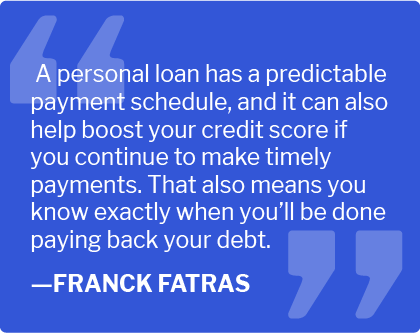 A personal loan has a predictable
payment schedule, and it can also
help boost your credit score if
you continue to make timely
payments. That also means you
know exactly when you’ll be done
paying back your debt.
—FRANCK FATRAS